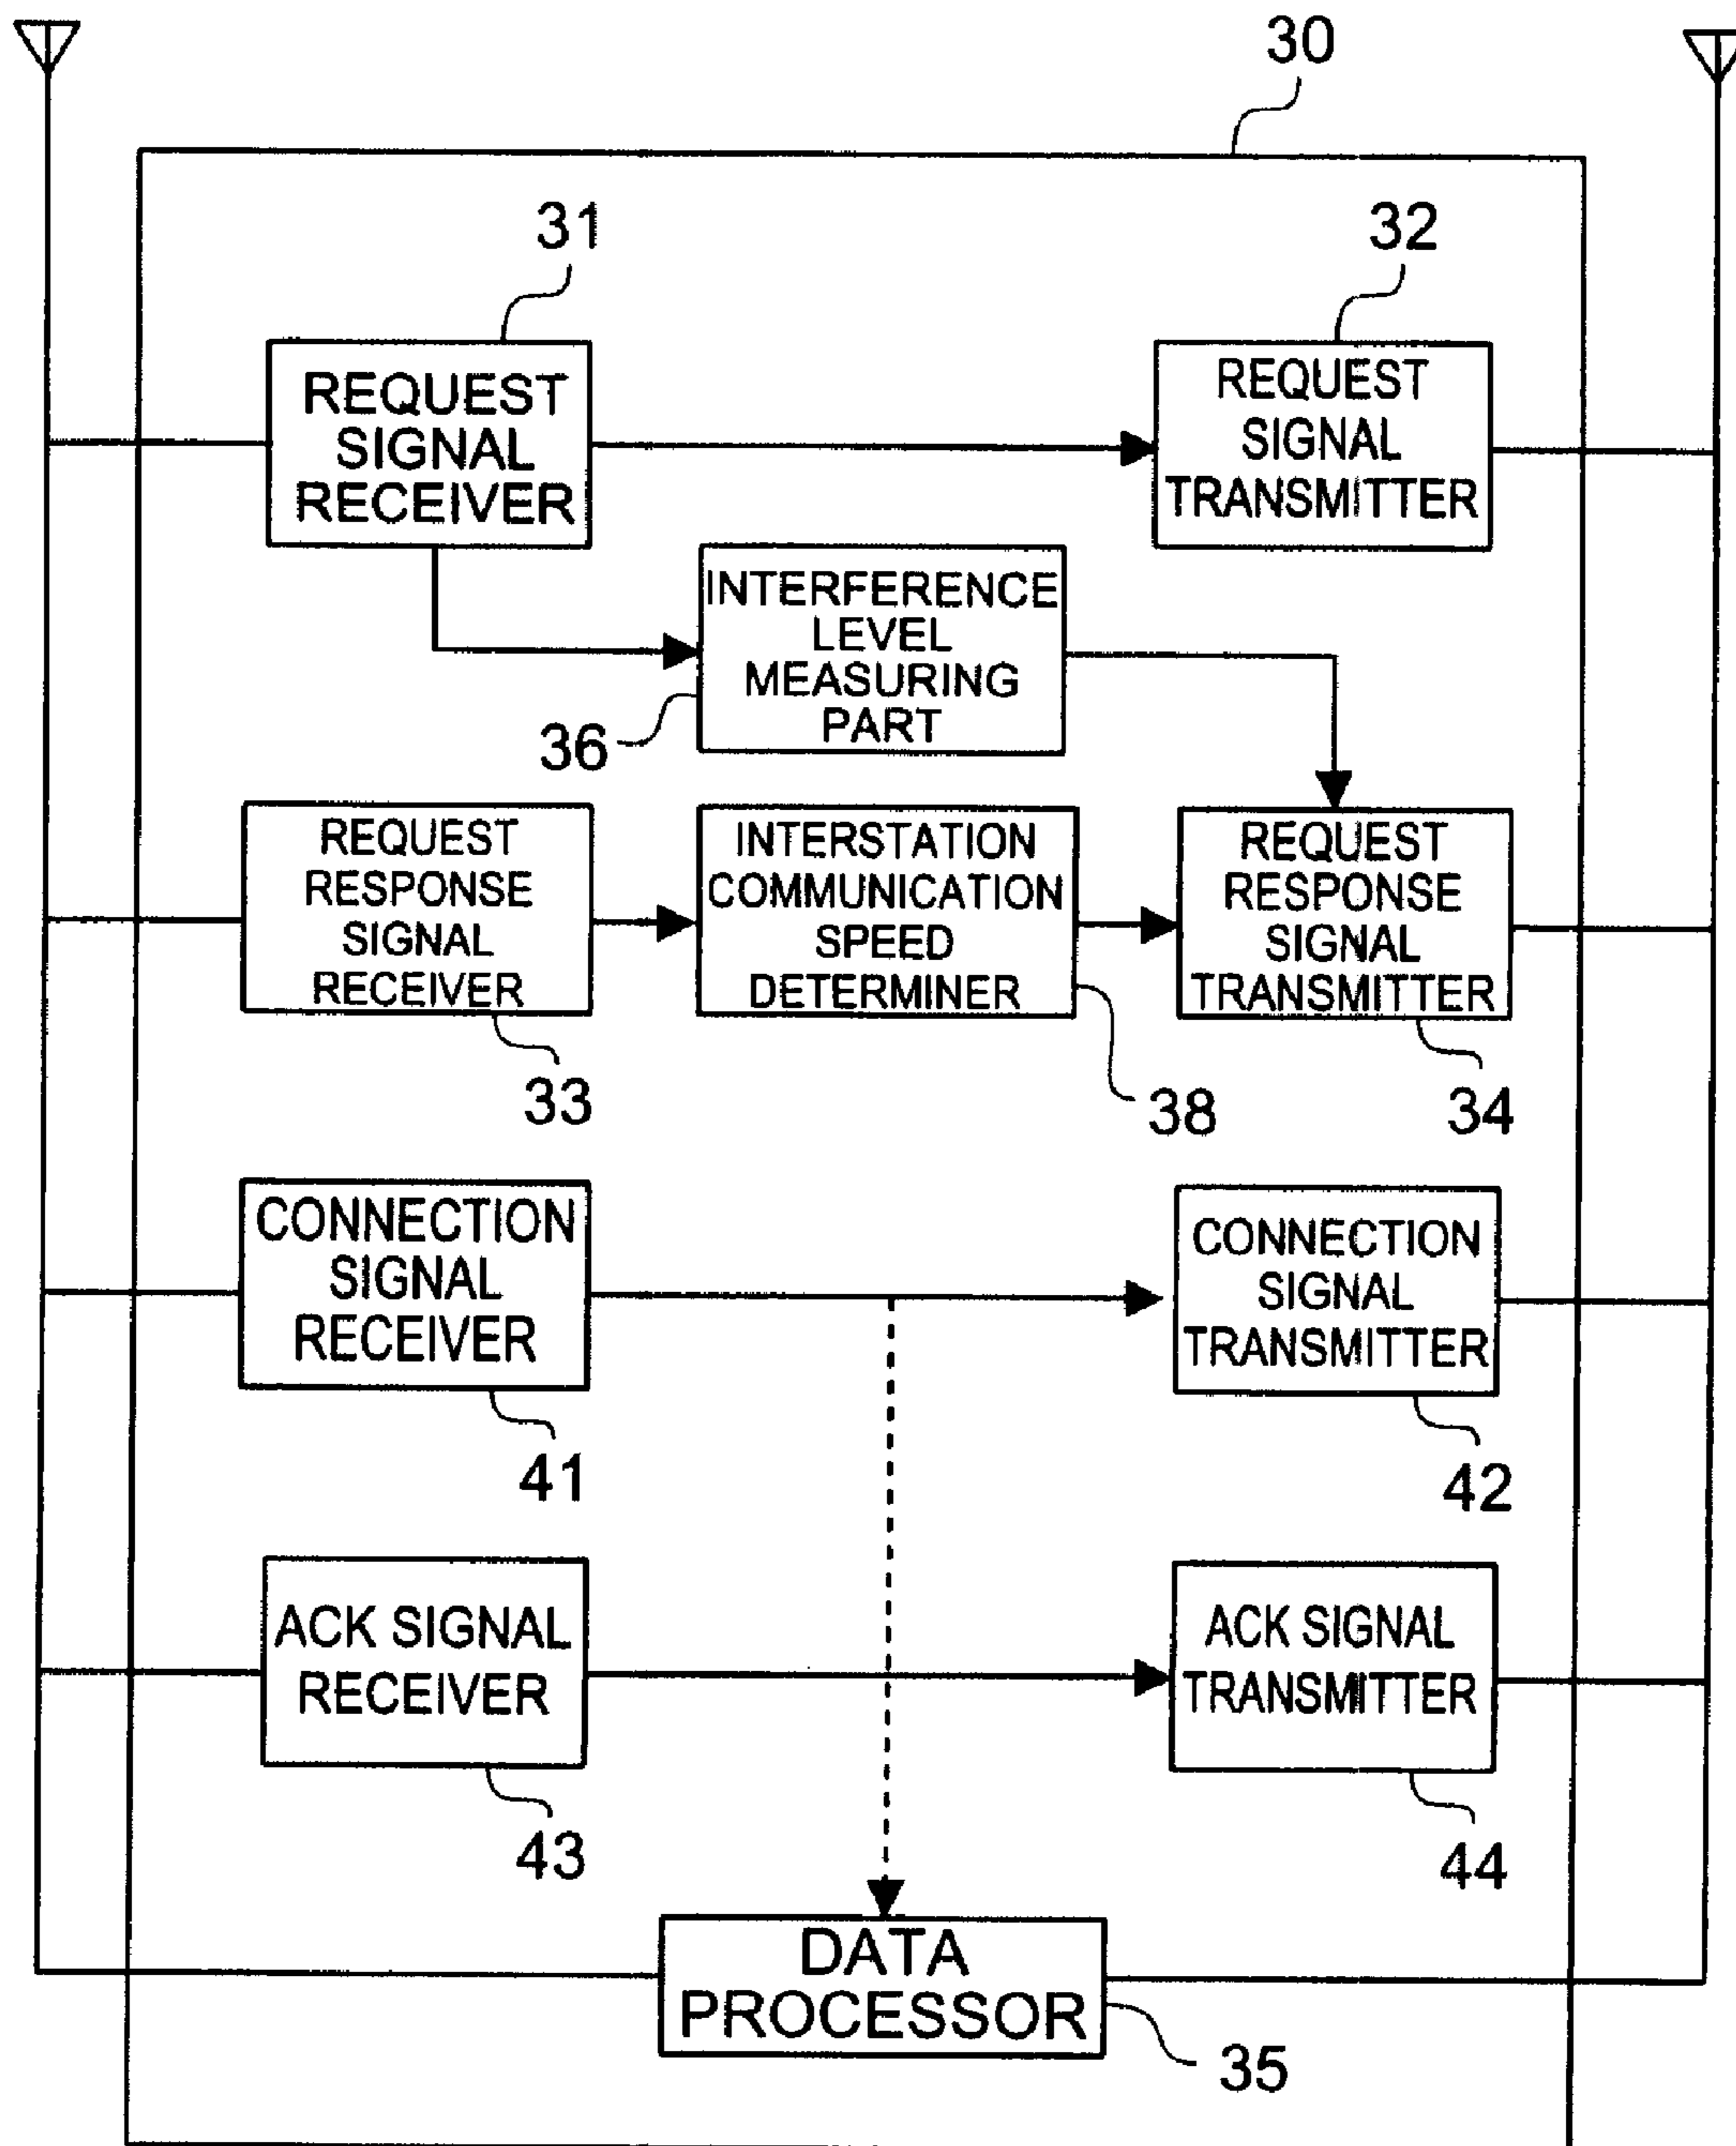 30
31
32
REQUEST
SIGNAL
RECEIVER
REQUEST
SIGNAL
TRANSMITTER
INTERFERENCE
LEVEL
MEASURING
PART
36
REQUEST
RESPONSE
SIGNAL
RECEIVER
INTERSTATION
COMMUNICATION
SPEED
DETERMINER
REQUEST
RESPONSE
SIGNAL
TRANSMITTER
33
38
34
CONNECTION
SIGNAL
RECEIVER
CONNECTION
SIGNAL
TRANSMITTER
41
42
ACK SIGNAL
RECEIVER
ACK SIGNAL
TRANSMITTER
43
44
DATA
PROCESSOR
35